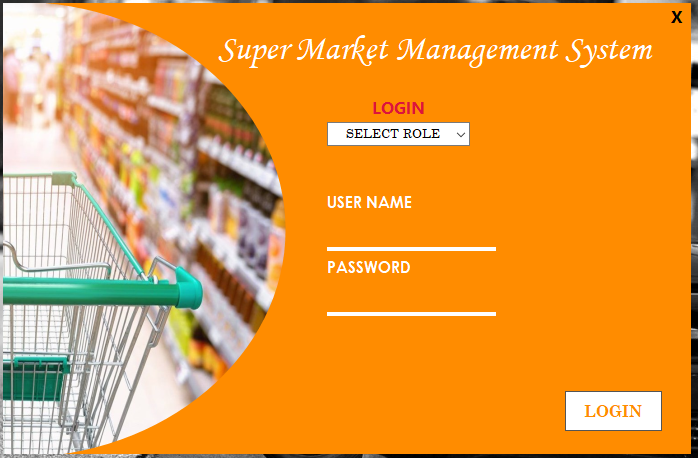 X
Super Market Management System
LOGIN
SELECT ROLE
USER NAME
PASSWORD
LOGIN